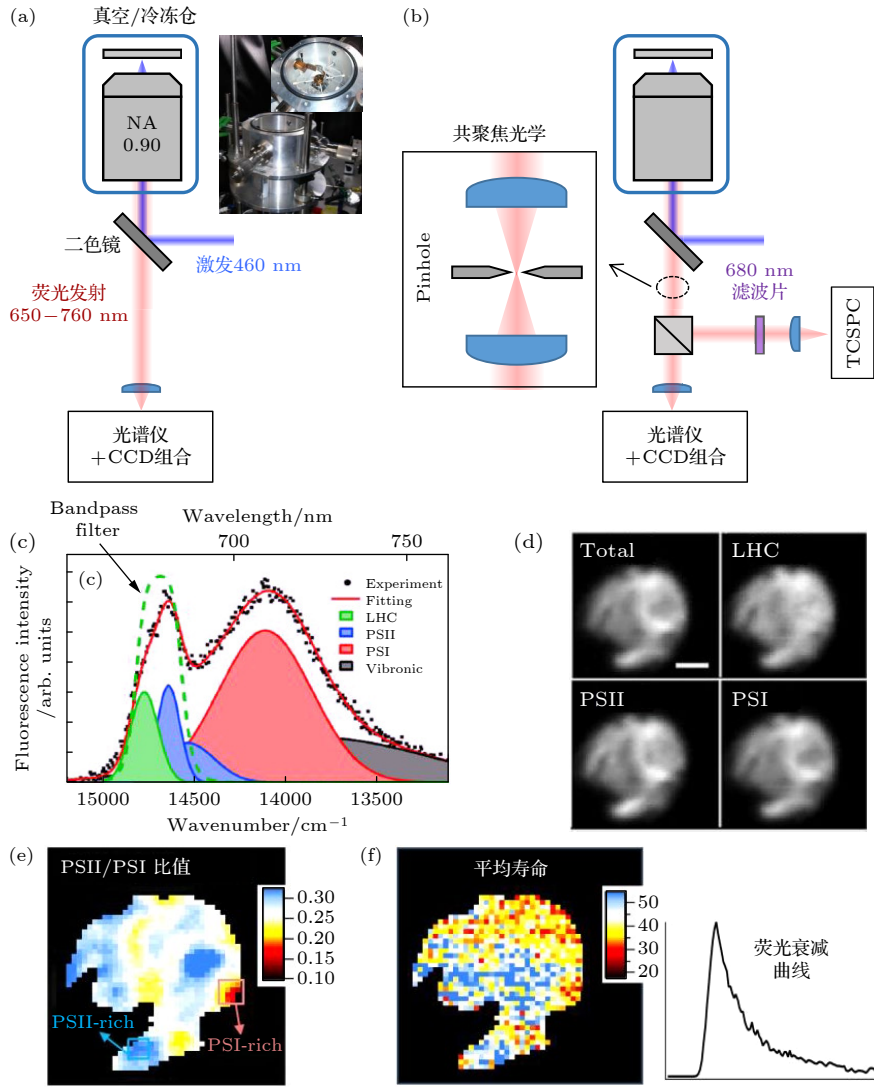 (a)
真空/冷冻仓
NA
0.90
二色镜
激发460 nm
荧光发射
650−760 nm
光谱仪
+CCD组合
(b)
共聚焦光学
Pinhole
680 nm
滤波片
TCSPC
光谱仪
+CCD组合
(c)
Bandpass
filter
Wavelength/nm
700
750
(c)
Experiment
Fitting
LHC
PSII
PSI
Vibronic
Fluorescence intensity
/arb. units
15000
14500
14000
13500
Wavenumber/cm−1
(d)
Total
LHC
PSII
PSI
(e)
PSII/PSI 比值
0.30
0.25
0.20
0.15
0.10
PSII-rich
PSI-rich
(f)
平均寿命
50
40
30
20
荧光衰减
曲线